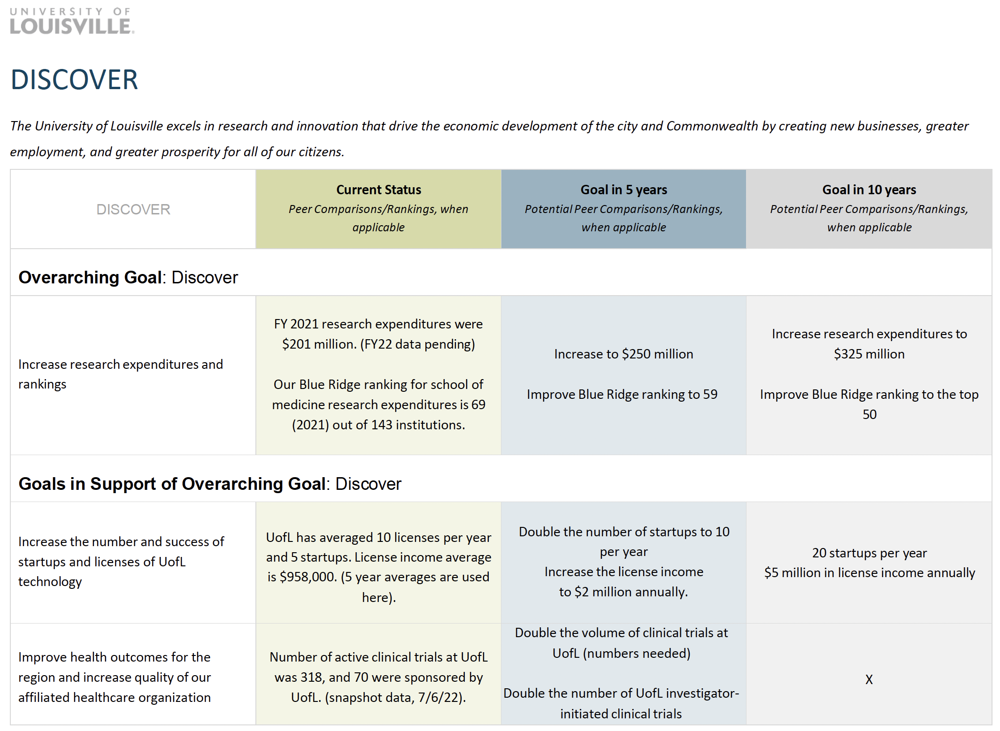 UNIVERSITY OF
LOUISVILLE®
DISCOVER
The University of Louisville excels in research and innovation that drive the economic development of the city and Commonwealth by creating new businesses, greater
employment, and greater prosperity for all of our citizens.
DISCOVER
Current Status
Peer Comparisons/Rankings, when
applicable
Goal in 5 years
Potential Peer Comparisons/Rankings,
when applicable
Goal in 10 years
Potential Peer Comparisons/Rankings,
when applicable
Overarching Goal: Discover
Increase research expenditures and
rankings
FY 2021 research expenditures were
$201 million. (FY22 data pending)
Our Blue Ridge ranking for school of
medicine research expenditures is 69
(2021) out of 143 institutions.
Increase to $250 million
Improve Blue Ridge ranking to 59
Increase research expenditures to
$325 million
Improve Blue Ridge ranking to the top
50
Goals in Support of Overarching Goal: Discover
Increase the number and success of
startups and licenses of UofL
technology
UofL has averaged 10 licenses per year
and 5 startups. License income average
is $958,000. (5 year averages are used
here).
Double the number of startups to 10
per year
Increase the license income
to $2 million annually.
20 startups per year
$5 million in license income annually
Improve health outcomes for the
region and increase quality of our
affiliated healthcare organization
Number of active clinical trials at UofL
was 318, and 70 were sponsored by
UofL. (snapshot data, 7/6/22).
Double the volume of clinical trials at
UofL (numbers needed)
Double the number of UofL investigator-
initiated clinical trials
X